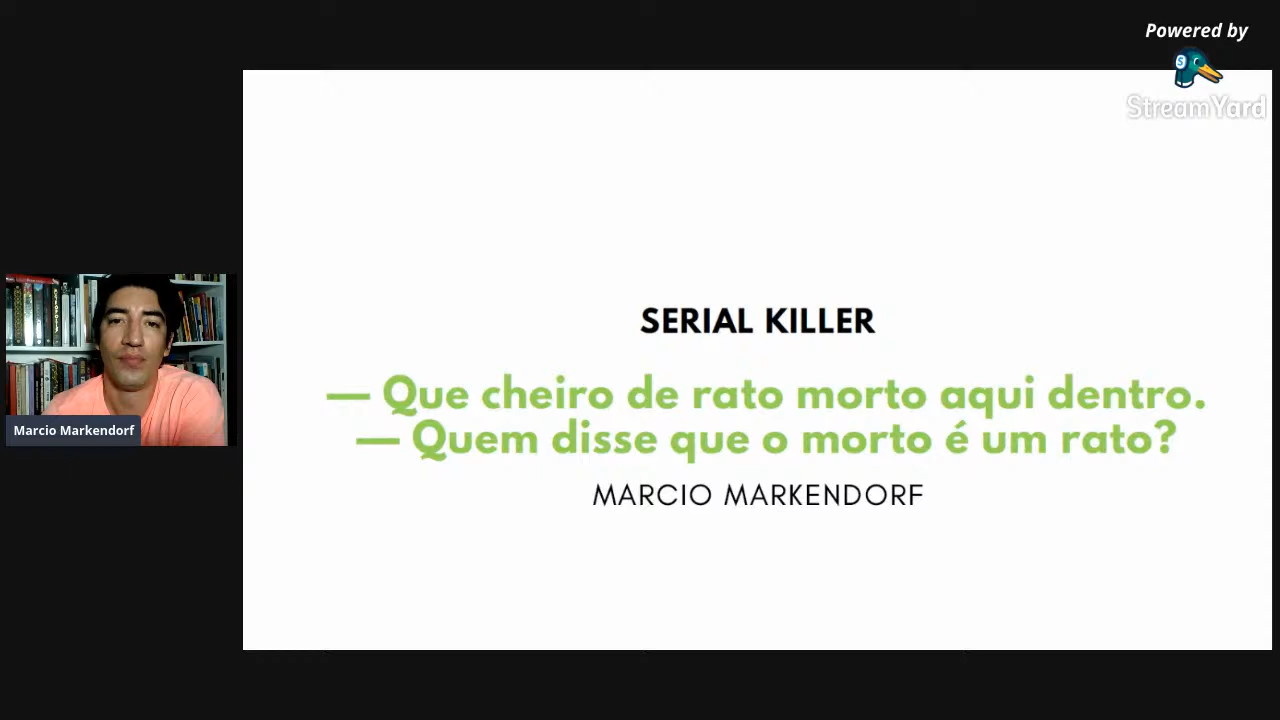 Powered by
StreamYard
SERIAL KILLER
— Que cheiro de rato morto aqui dentro.
— Quem disse que o morto é um rato?
MARCIO MARKENDORF
Marcio Markendorf